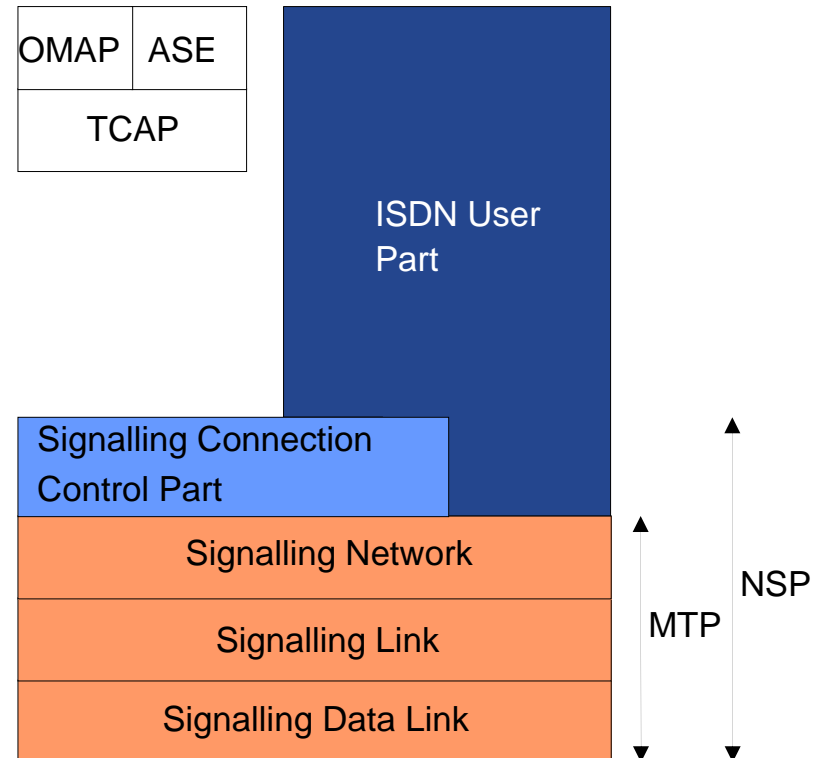 OMAP ASE
TCAP
ISDN User
Part
Signalling Connection
Control Part
Signalling Network
NSP
MTP
Signalling Link
Signalling Data Link